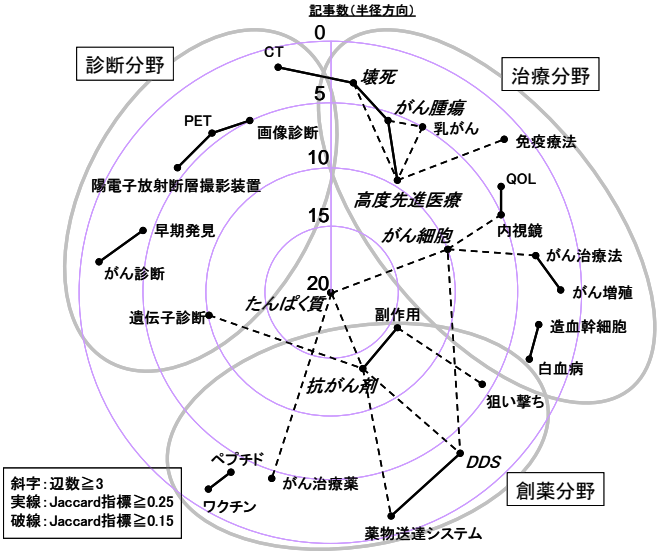 記事数(半径方向)
0
CT
診断分野
治療分野
壊死
5
がん腫瘍
PET
乳がん
画像診断
免疫療法
10
陽電子放射断層撮影装置
QOL
高度先進医療
15
内視鏡
早期発見
がん細胞
がん治療法
がん診断
20
がん増殖
たんぱく質
遺伝子診断
副作用
造血幹細胞
白血病
抗がん剤
狙い撃ち
ペプチド
DDS
がん治療薬
創薬分野
ワクチン
薬物送達システム
斜字：辺数≧3
実線：Jaccard指標≧0.25
破線：Jaccard指標≧0.15